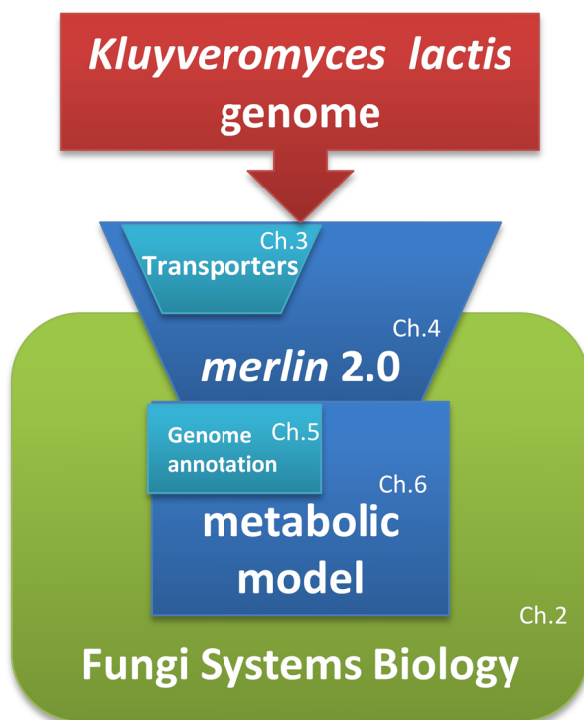 Kluyveromyces lactis
genome
Ch.3
Transporters
Ch.4
merlin 2.0
Genome
annotation
Ch.5
Ch.6
metabolic
model
Ch.2
Fungi Systems Biology